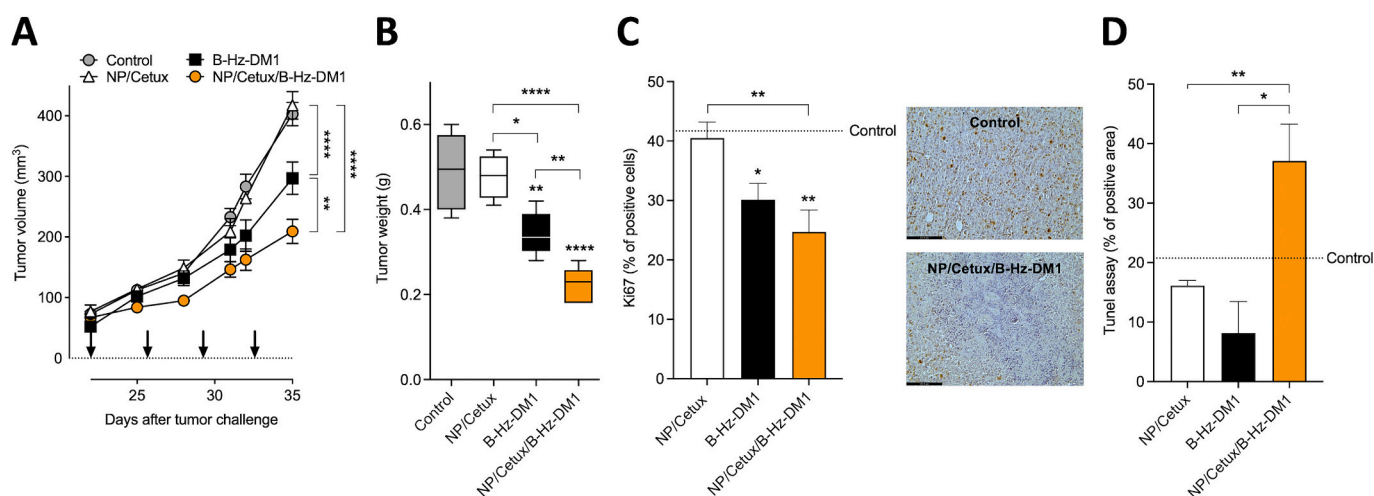 A
Control
B-Hz-DM1
NP/Cetux
NP/Cetux/B-Hz-DM1
Tumor volume (mm³)
400
300
200
100
0
25
30
35
Days after tumor challenge
****
**
****
B
Tumor weight (g)
0.6
0.4
0.2
0.0
****
*
**
**
****
Control
NP/Cetux
B-Hz-DM1
NP/Cetux/B-Hz-DM1
C
Ki67 (% of positive cells)
50
40
30
20
10
0
**
Control
*
**
NP/Cetux
B-Hz-DM1
NP/Cetux/B-Hz-DM1
Control
NP/Cetux/B-Hz-DM1
D
Tunel assay (% of positive area)
50
40
30
20
10
0
**
*
Control
NP/Cetux
B-Hz-DM1
NP/Cetux/B-Hz-DM1